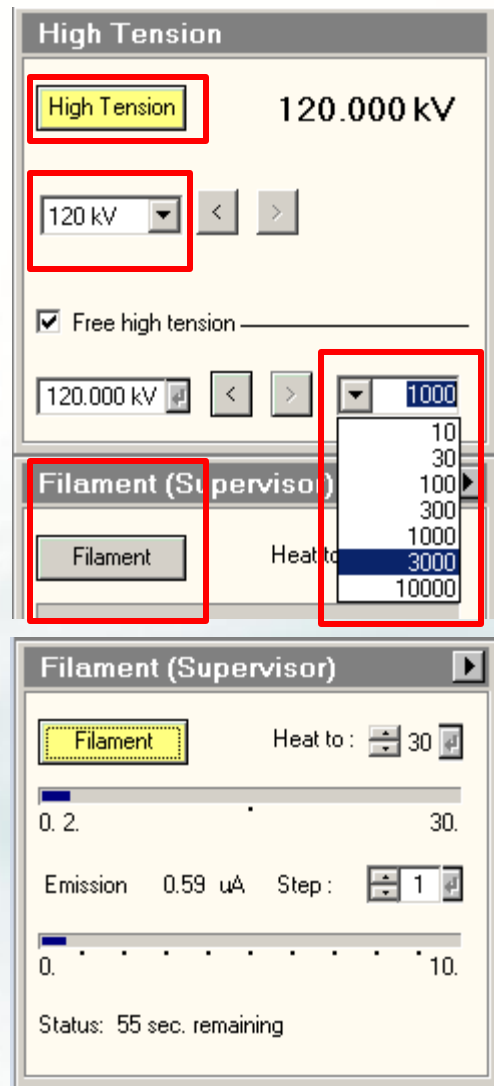 High Tension
High Tension 120.000 kV
120 kV < >
Free high tension
120.000 kV < > 1000
10
30
Filament (Supervisor) 100
300
1000
Filament Heat to 3000
10000
Filament (Supervisor)
Filament Heat to : 30
0. 2. 30.
Emission 0.59 uA Step : 1
0. 10.
Status: 55 sec. remaining